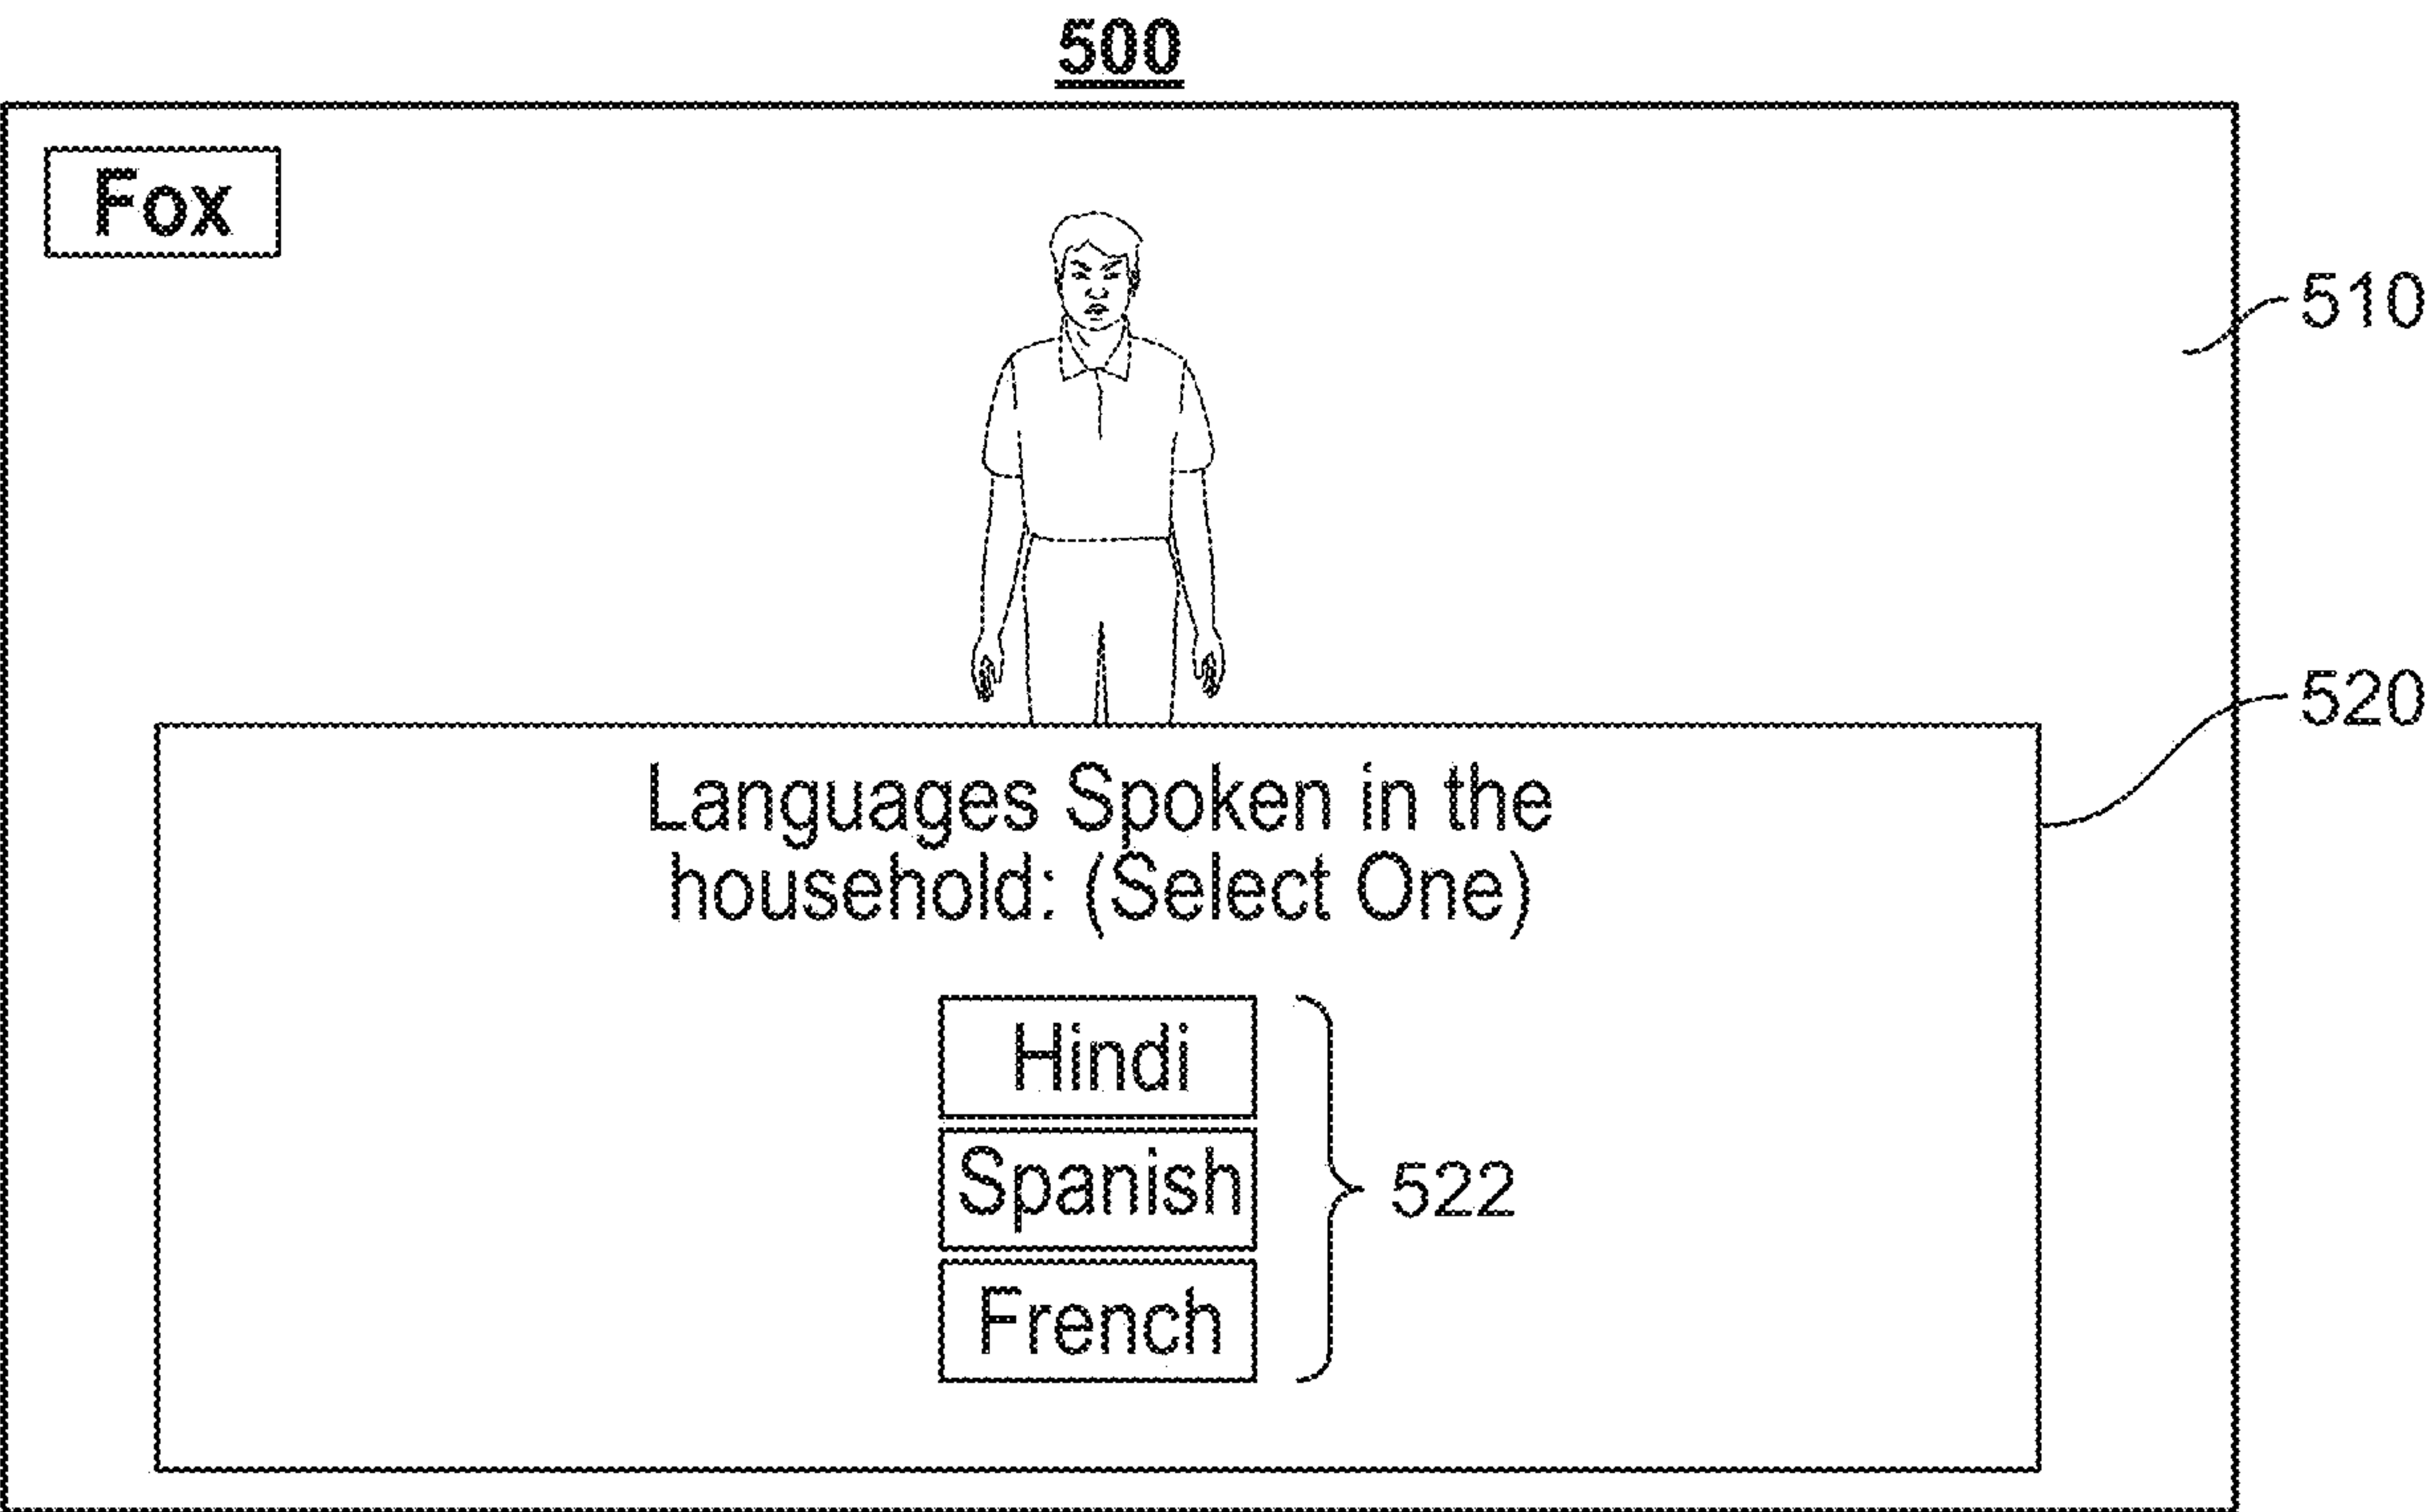 500
Fox
510
520
Languages Spoken in the
household: (Select One)
Hindi
Spanish
522
French